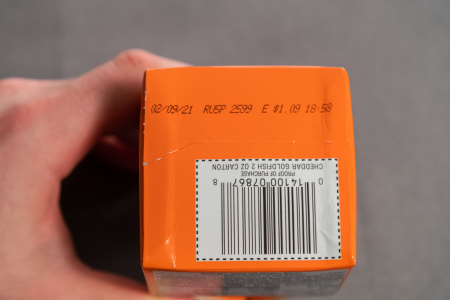 02/09/21 RU5P 2599 E $1.09 18:58
CHEDDAR GOLDFISH 2 OZ CARTON
PROOF OF PURCHASE
0 14100 07867 8